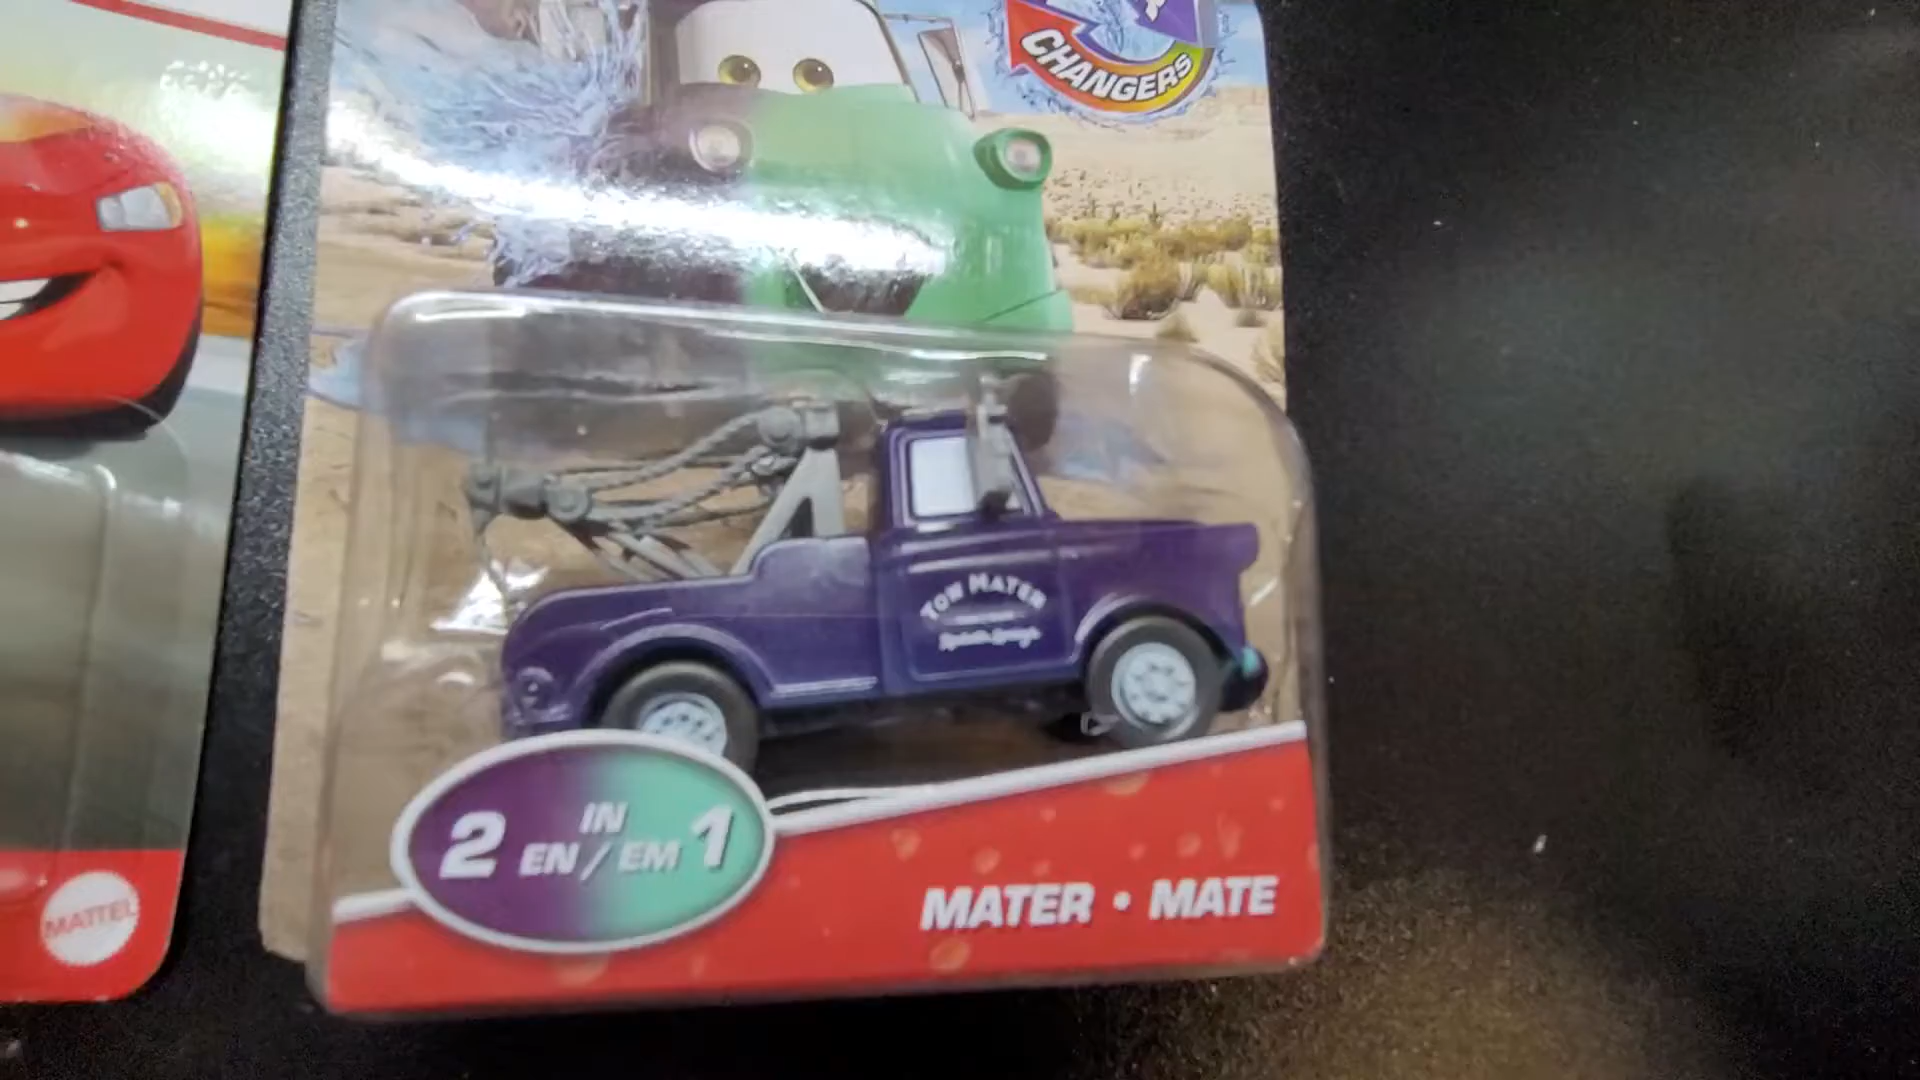 CHANGERS
TOW MATER
2 IN 1
EN/EM
MATER • MATE
MATTEL